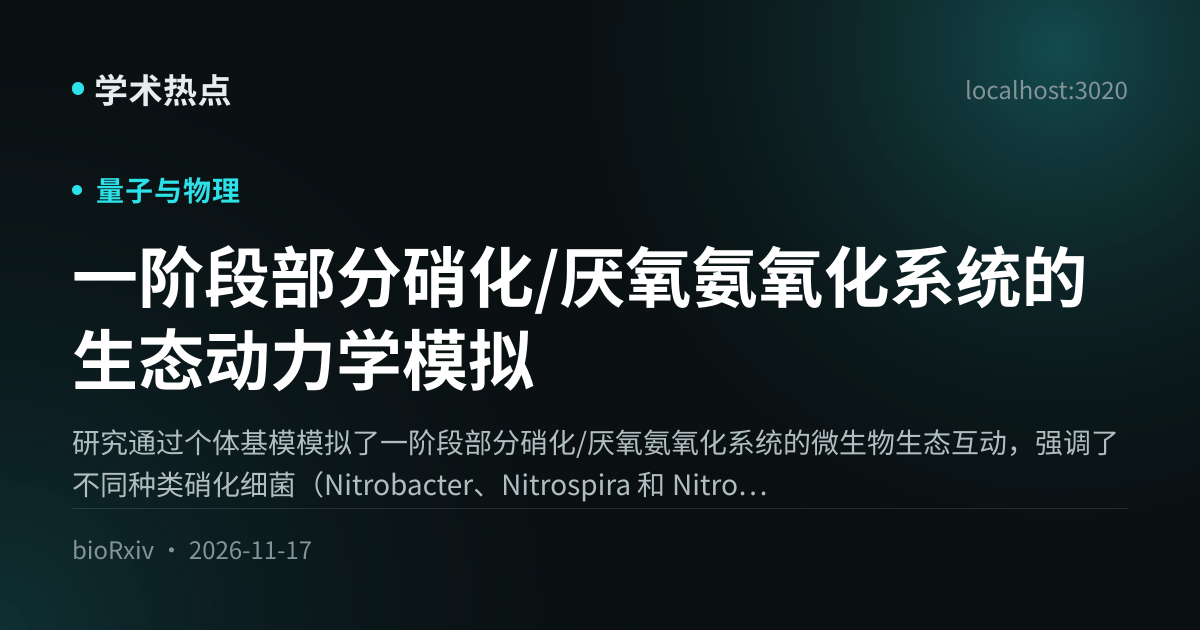 学术热点
localhost:3020
量子与物理
一阶段部分硝化/厌氧氨氧化系统的
生态动力学模拟
研究通过个体基模模拟了一阶段部分硝化/厌氧氨氧化系统的微生物生态互动，强调了
不同种类硝化细菌（Nitrobacter、Nitrospira 和 Nitro…
bioRxiv · 2026-11-17